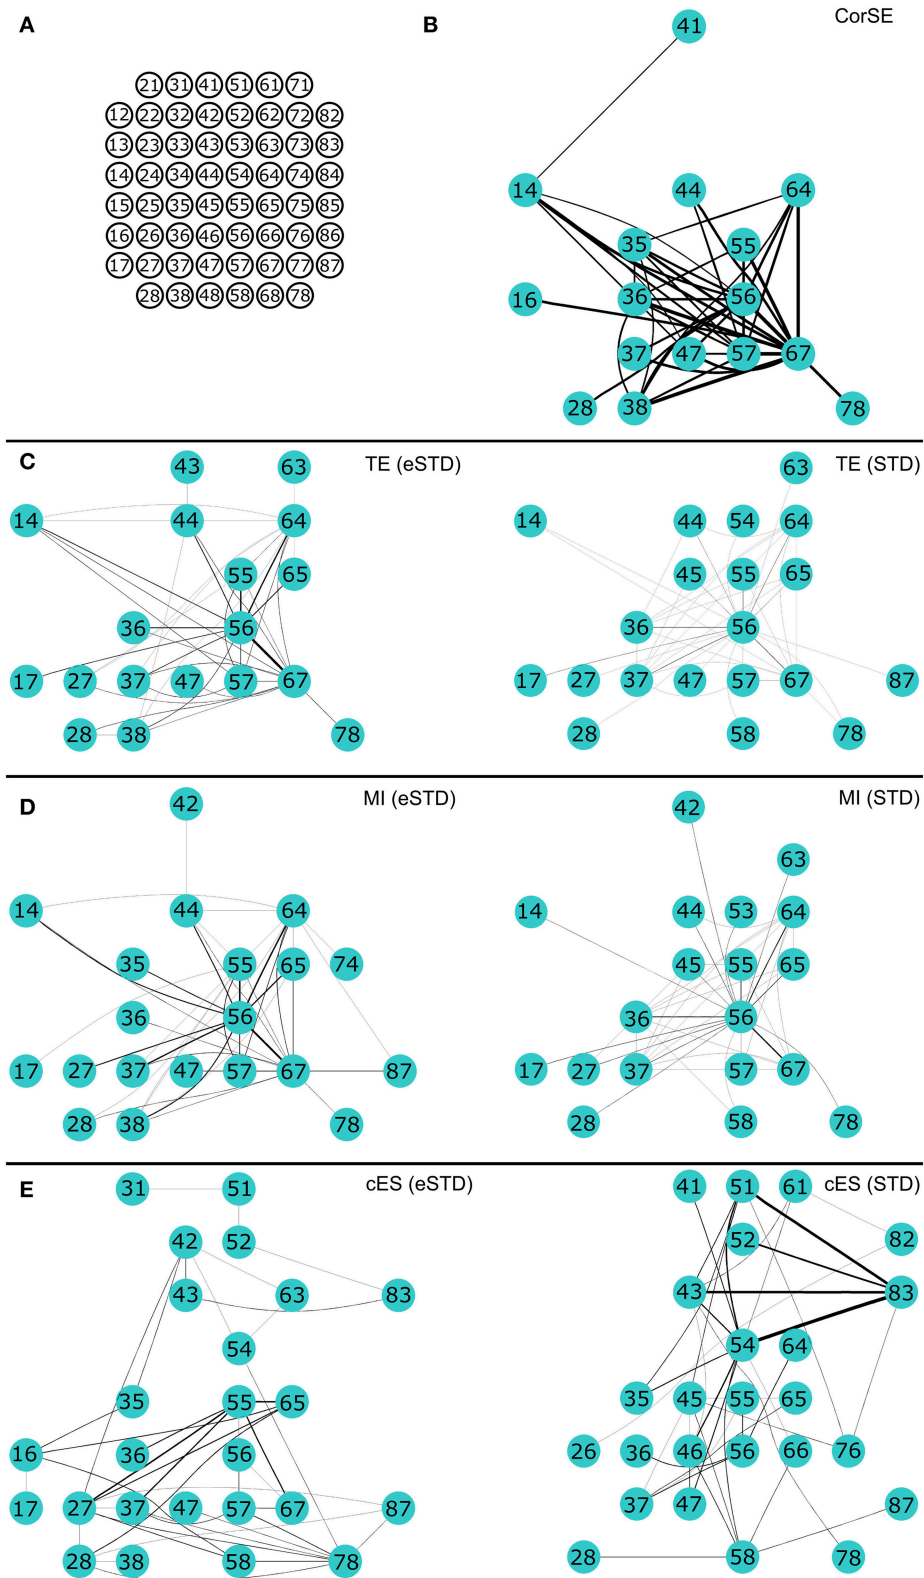 A
21 31 41 51 61 71
12 22 32 42 52 62 72 82
13 23 33 43 53 63 73 83
14 24 34 44 54 64 74 84
15 25 35 45 55 65 75 85
16 26 36 46 56 66 76 86
17 27 37 47 57 67 77 87
28 38 48 58 68 78
B
CorSE
41
14 44 64
35 55
16 36 56
37 47 57 67
28 38 78
C
TE (eSTD)
43 63
14 44 64
55 65
36 56
17 27 37 47 57 67
28 38 78
TE (STD)
63
14 44 54 64
45 55 65
36 56
17 27 37 47 57 67 87
28 58 78
D
MI (eSTD)
42
14 44 64
35 55 65 74
36 56
17 27 37 47 57 67 87
28 38 78
MI (STD)
42
63
14 44 53 64
45 55 65
36 56
17 27 37 57 67
28 58 78
E
cES (eSTD)
31 51
42 52
43 63 83
54
35 55 65
16 36 56
17 27 37 47 57 67 87
28 38 58 78
cES (STD)
41 51 61
52 82
43 83
54 64
35 45 55 65
26 36 46 56 66 76
37 47 87
28 58 78